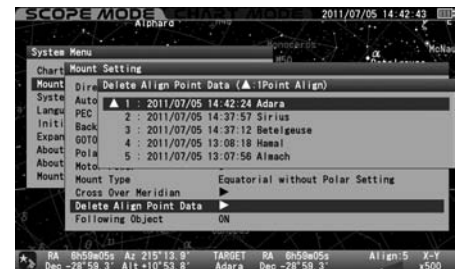 SCOPE MODE CHART MODE 2011/07/05 14:42:43
Alphard
Monocerds
M50
α
McNau
System Menu
Chart
Mount Setting
Mount
Dire
Delete Align Point Data (▲:1Point Align)
Syste
Auto
▲ 1 : 2011/07/05 14:42:24 Adara
Langu
PEC
2 : 2011/07/05 14:37:57 Sirius
Initi
Back
3 : 2011/07/05 14:37:12 Betelgeuse
Expan
GOTO
4 : 2011/07/05 13:08:18 Hamal
About
Pola
5 : 2011/07/05 13:07:56 Almach
About
Moto
Mount
Mount Type Equatorial without Polar Setting
Cross Over Meridian ▶
Delete Align Point Data ▶
Following Object ON
RA 6h59m05s Az 215°13.9' TARGET RA 6h59m05s Align:5 X-Y
Dec -28°59.3' Alt +10°53.8' Adara Dec -28°59.3' x500